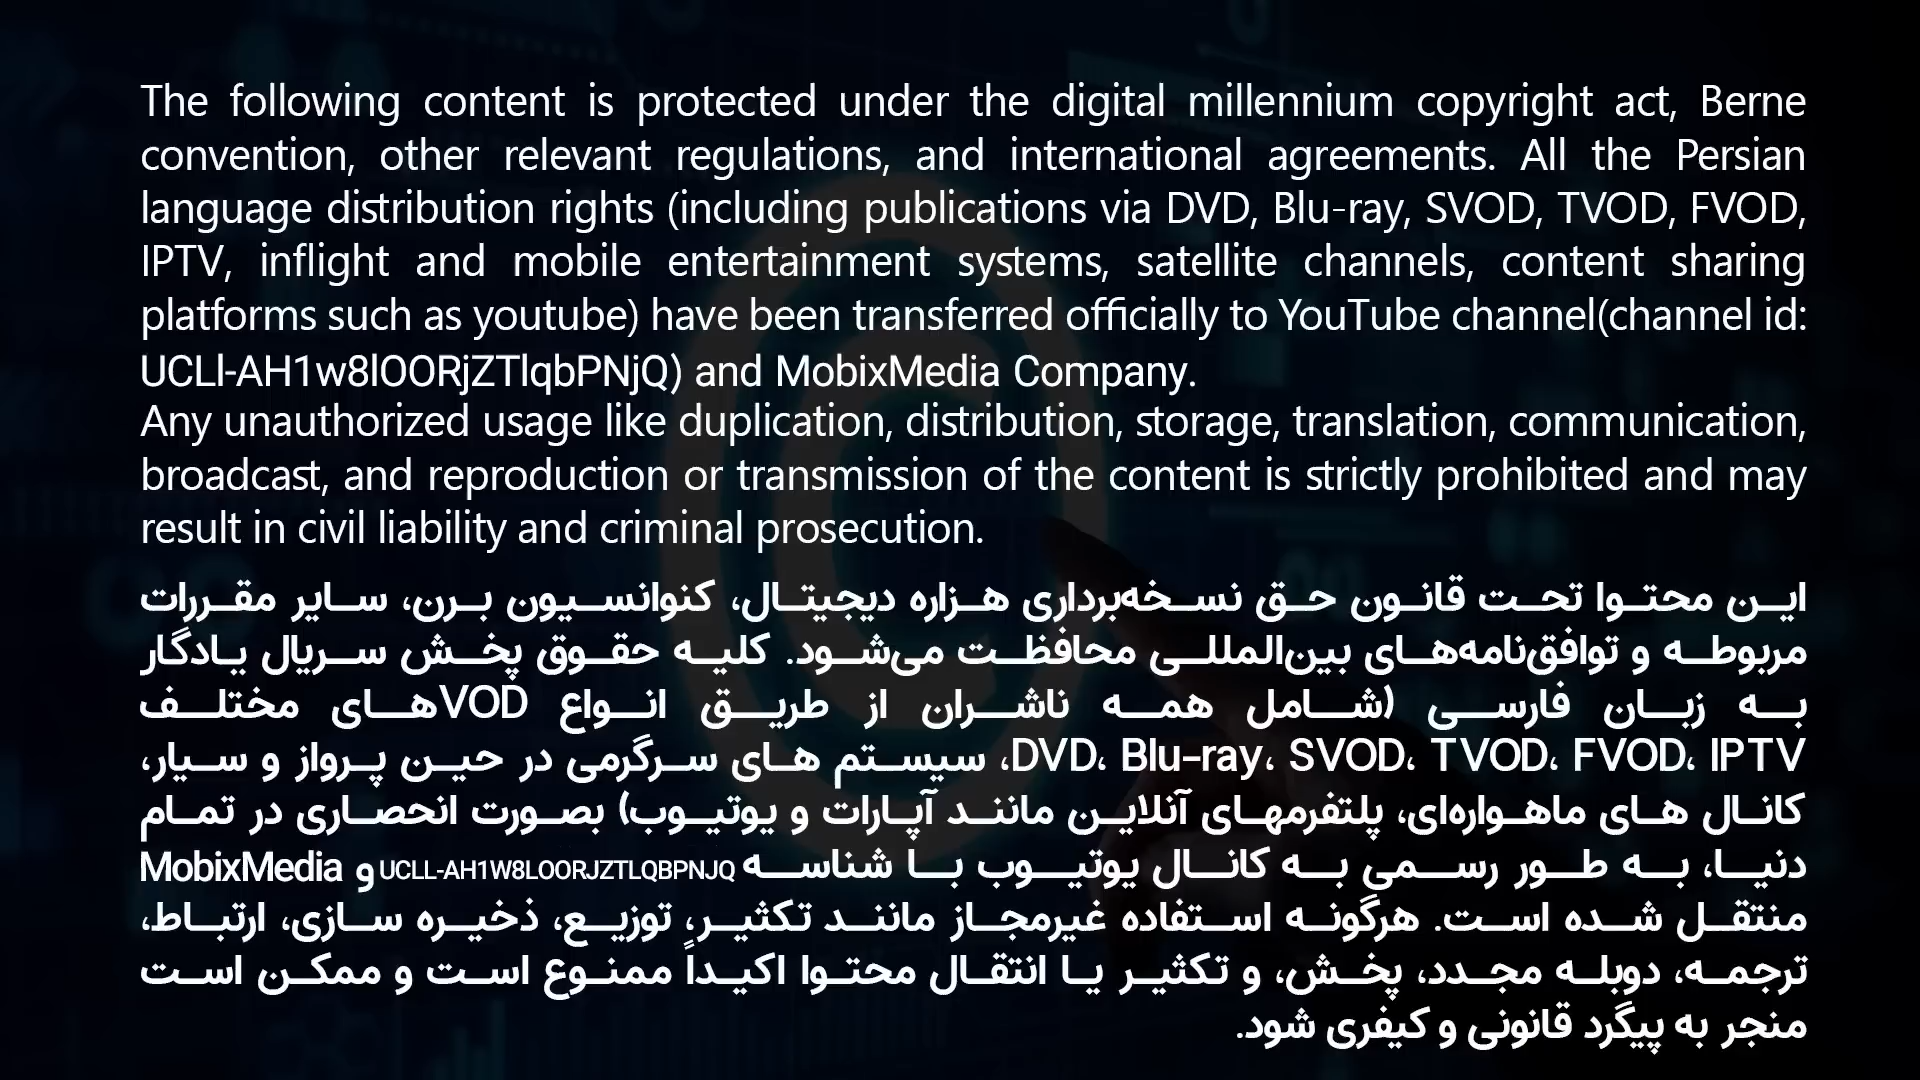 The following content is protected under the digital millennium copyright act, Berne
convention, other relevant regulations, and international agreements. All the Persian
language distribution rights (including publications via DVD, Blu-ray, SVOD, TVOD, FVOD,
IPTV, inflight and mobile entertainment systems, satellite channels, content sharing
platforms such as youtube) have been transferred officially to YouTube channel(channel id:
UCLl-AH1w8lOORjZTlqbPNjQ) and MobixMedia Company.
Any unauthorized usage like duplication, distribution, storage, translation, communication,
broadcast, and reproduction or transmission of the content is strictly prohibited and may
result in civil liability and criminal prosecution.
ایـن محتـوا تحـت قانـون حـق نسـخه‌برداری هـزاره دیجیتـال، کنوانسـیون بـرن، سـایر مقـررات
مربوطـه و توافق‌نامه‌هـای بین‌المللـی محافظـت می‌شـود. کلیـه حقـوق پخـش سـریال یـادگار
بـه زبـان فارسـی (شـامل همـه ناشـران از طریـق انـواع VODهـای مختلـف
DVD، Blu-ray، SVOD، TVOD، FVOD، IPTV، سیسـتم هـای سـرگرمی در حیـن پـرواز و سـیار،
کانـال هـای ماهـواره‌ای، پلتفرمهـای آنلایـن ماننـد آپـارات و یوتیـوب) بصـورت انحصـاری در تمـام
دنیـا، بـه طـور رسـمی بـه کانـال یوتیـوب بـا شناسـه UCLL-AH1W8LOORJZTLQBPNJQ و MobixMedia
منتقـل شـده اسـت. هرگونـه اسـتفاده غیرمجـاز ماننـد تکثیـر، توزیـع، ذخیـره سـازی، ارتبـاط،
ترجمـه، دوبلـه مجـدد، پخـش، و تکثیـر یـا انتقـال محتـوا اکیـداً ممنـوع اسـت و ممکـن اسـت
منجر به پیگرد قانونی و کیفری شود.